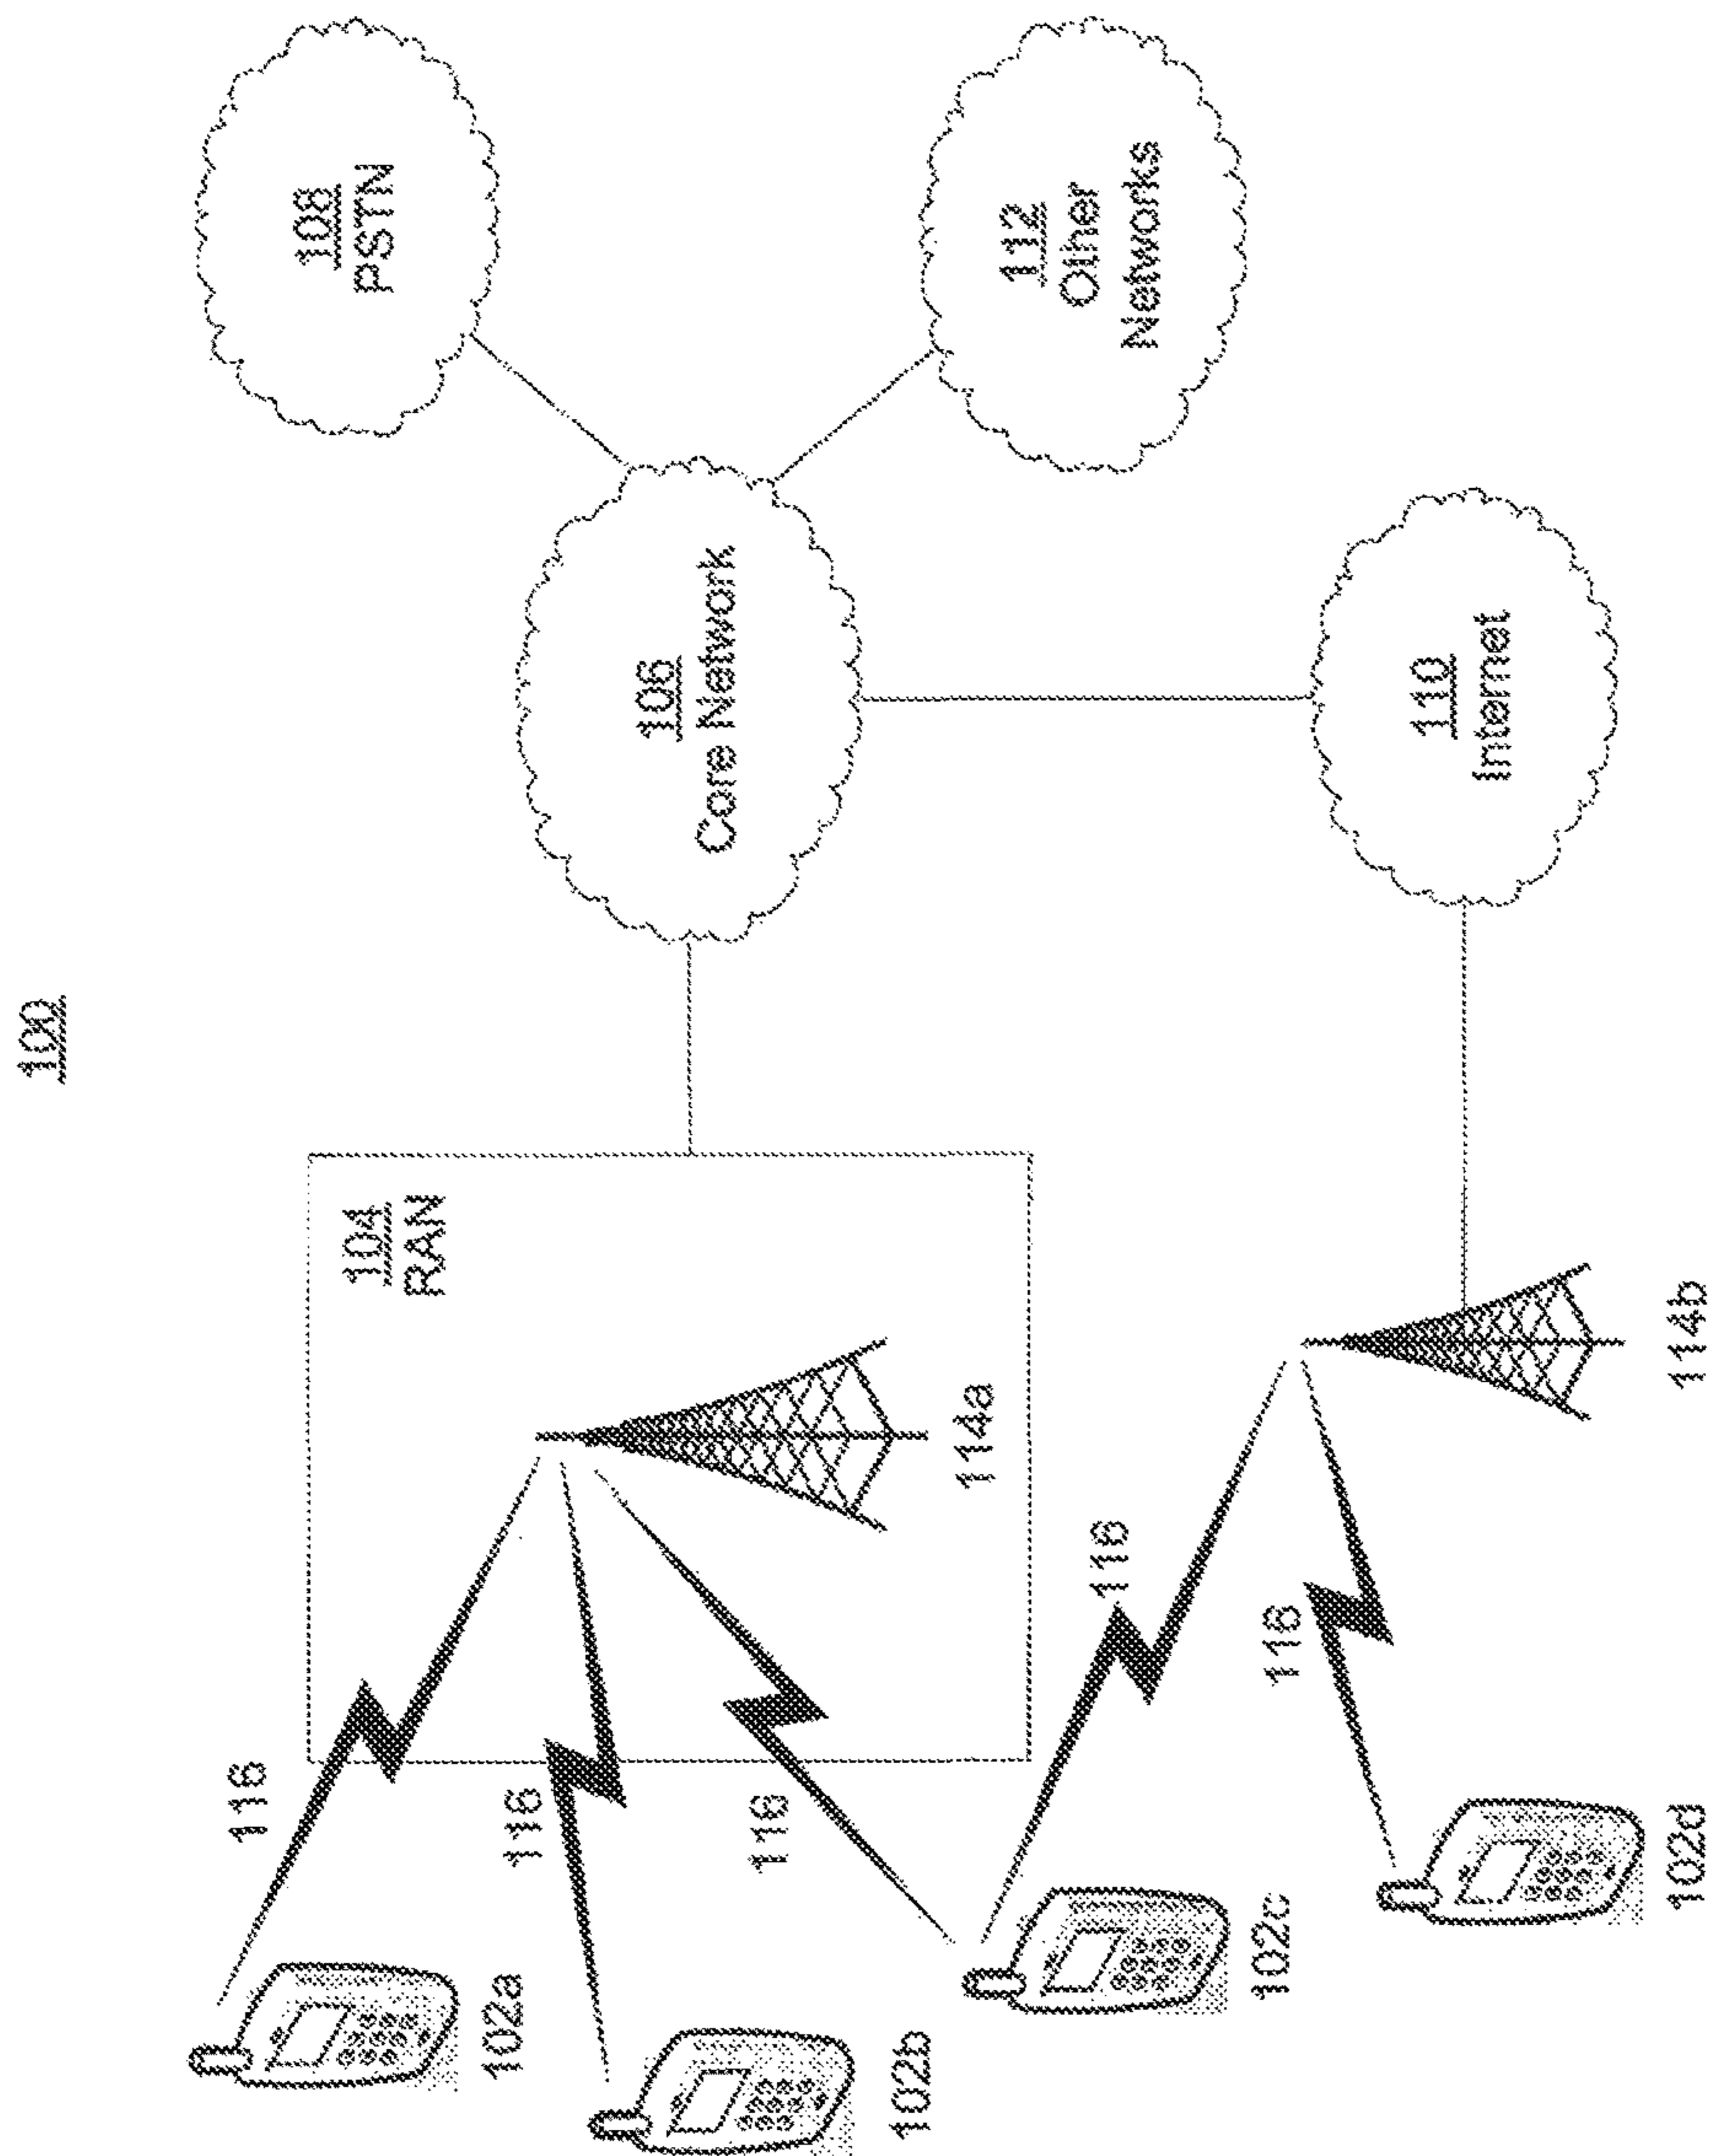 100
108
PSTN
104
RAN
106
Core Network
112
Other
Networks
116
102a
116
114a
102b
116
110
Internet
116
102c
116
114b
102d